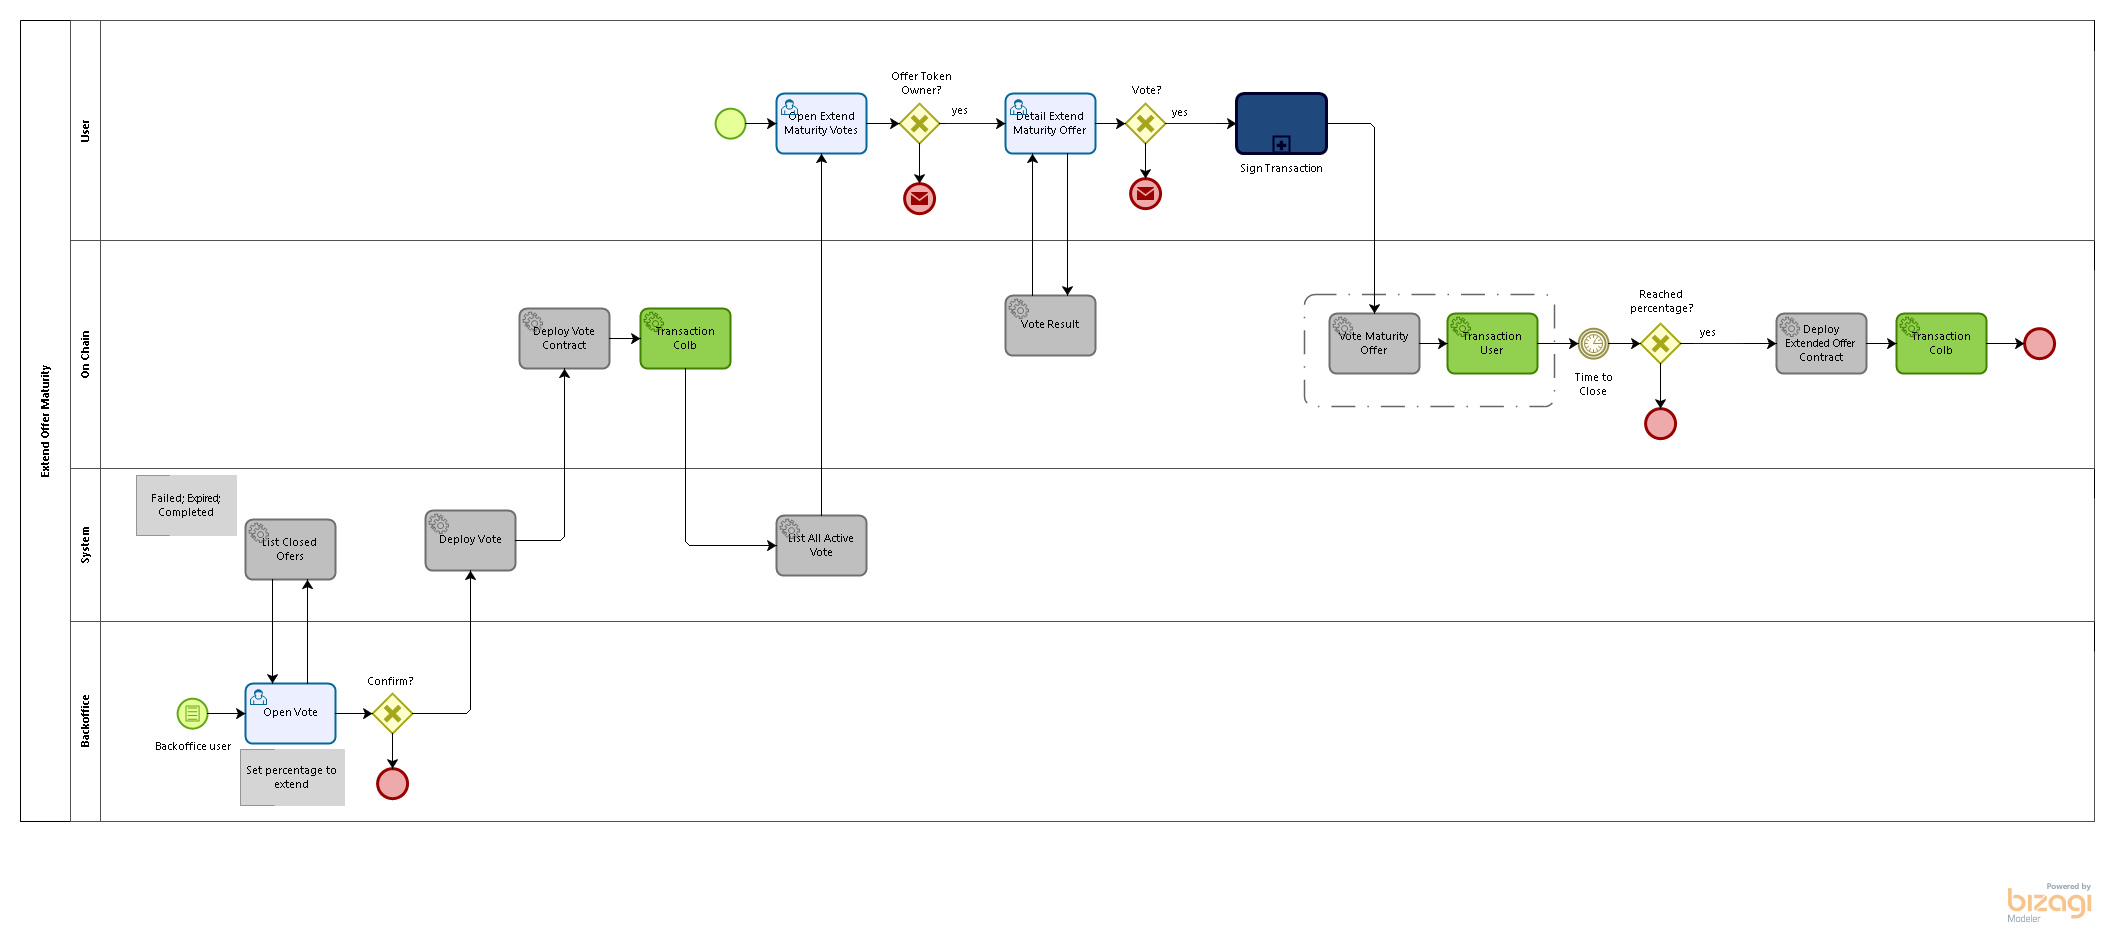 Extend Offer Maturity
User
Offer Token
Owner?
yes
Open Extend
Maturity Votes
Detail Extend
Maturity Offer
Vote?
yes
Sign Transaction
On Chain
Deploy Vote
Contract
Transaction
Colb
Vote Result
Vote Maturity
Offer
Transaction
User
Time to
Close
Reached
percentage?
yes
Deploy
Extended Offer
Contract
Transaction
Colb
System
Failed; Expired;
Completed
List Closed
Ofers
Deploy Vote
List All Active
Vote
Backoffice
Backoffice user
Open Vote
Set percentage to
extend
Confirm?
Powered by
bizagi
Modeler